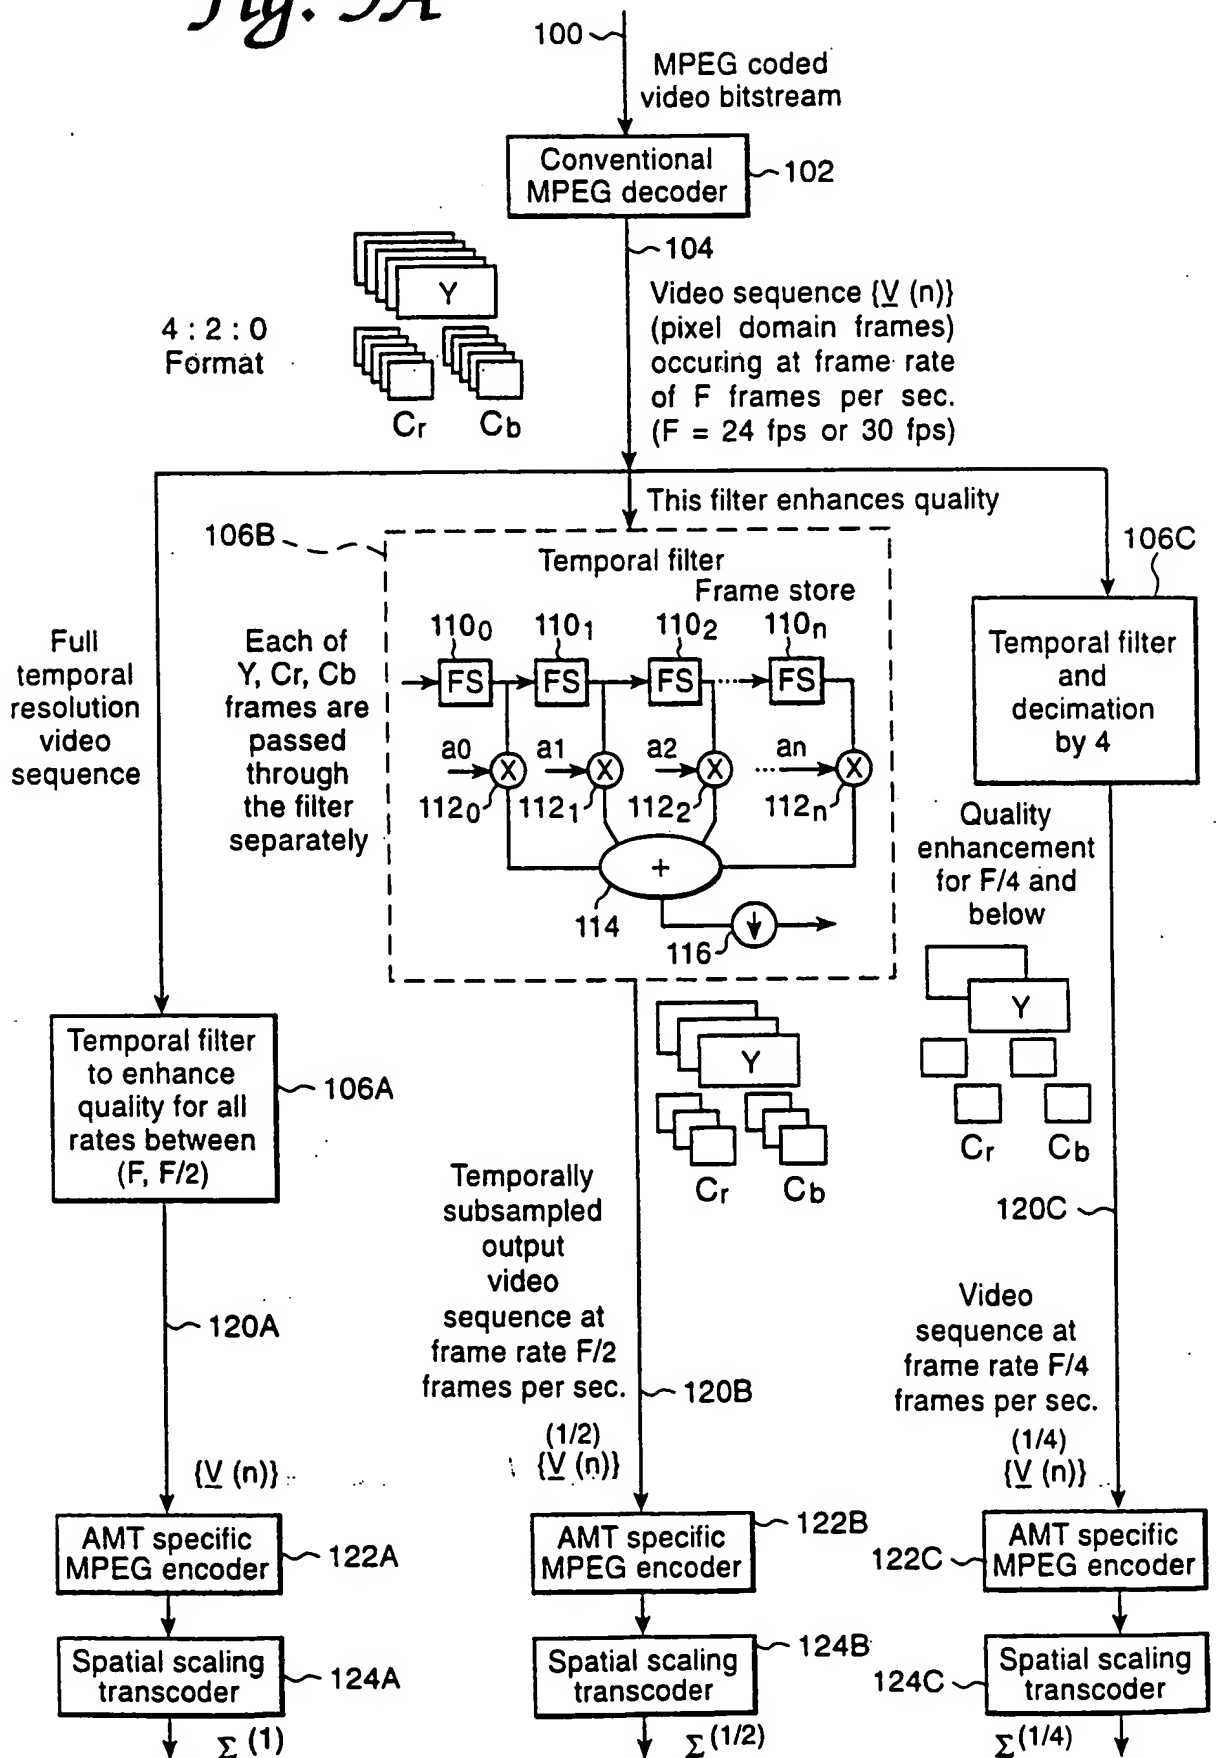 Fig. 3A
100
MPEG coded
video bitstream
Conventional
MPEG decoder
102
104
Y
4 : 2 : 0
Format
Cr
Cb
Video sequence {V (n)}
(pixel domain frames)
occuring at frame rate
of F frames per sec.
(F = 24 fps or 30 fps)
This filter enhances quality
106B
Temporal filter
Frame store
106C
Full
temporal
resolution
video
sequence
Each of
Y, Cr, Cb
frames are
passed
through
the filter
separately
110₀
110₁
110₂
110ₙ
FS
FS
FS
FS
a0
a1
a2
an
X
X
X
X
112₀
112₁
112₂
112ₙ
+
114
116
Temporal filter
and
decimation
by 4
Quality
enhancement
for F/4 and
below
Y
Cr
Cb
Temporal filter
to enhance
quality for all
rates between
(F, F/2)
106A
Y
Cr
Cb
120C
Temporally
subsampled
output
video
sequence at
frame rate F/2
frames per sec.
120A
120B
Video
sequence at
frame rate F/4
frames per sec.
{V (n)}
(1/2)
{V (n)}
(1/4)
{V (n)}
AMT specific
MPEG encoder
122A
AMT specific
MPEG encoder
122B
122C
AMT specific
MPEG encoder
Spatial scaling
transcoder
124A
Spatial scaling
transcoder
124B
124C
Spatial scaling
transcoder
Σ (1)
Σ (1/2)
Σ (1/4)